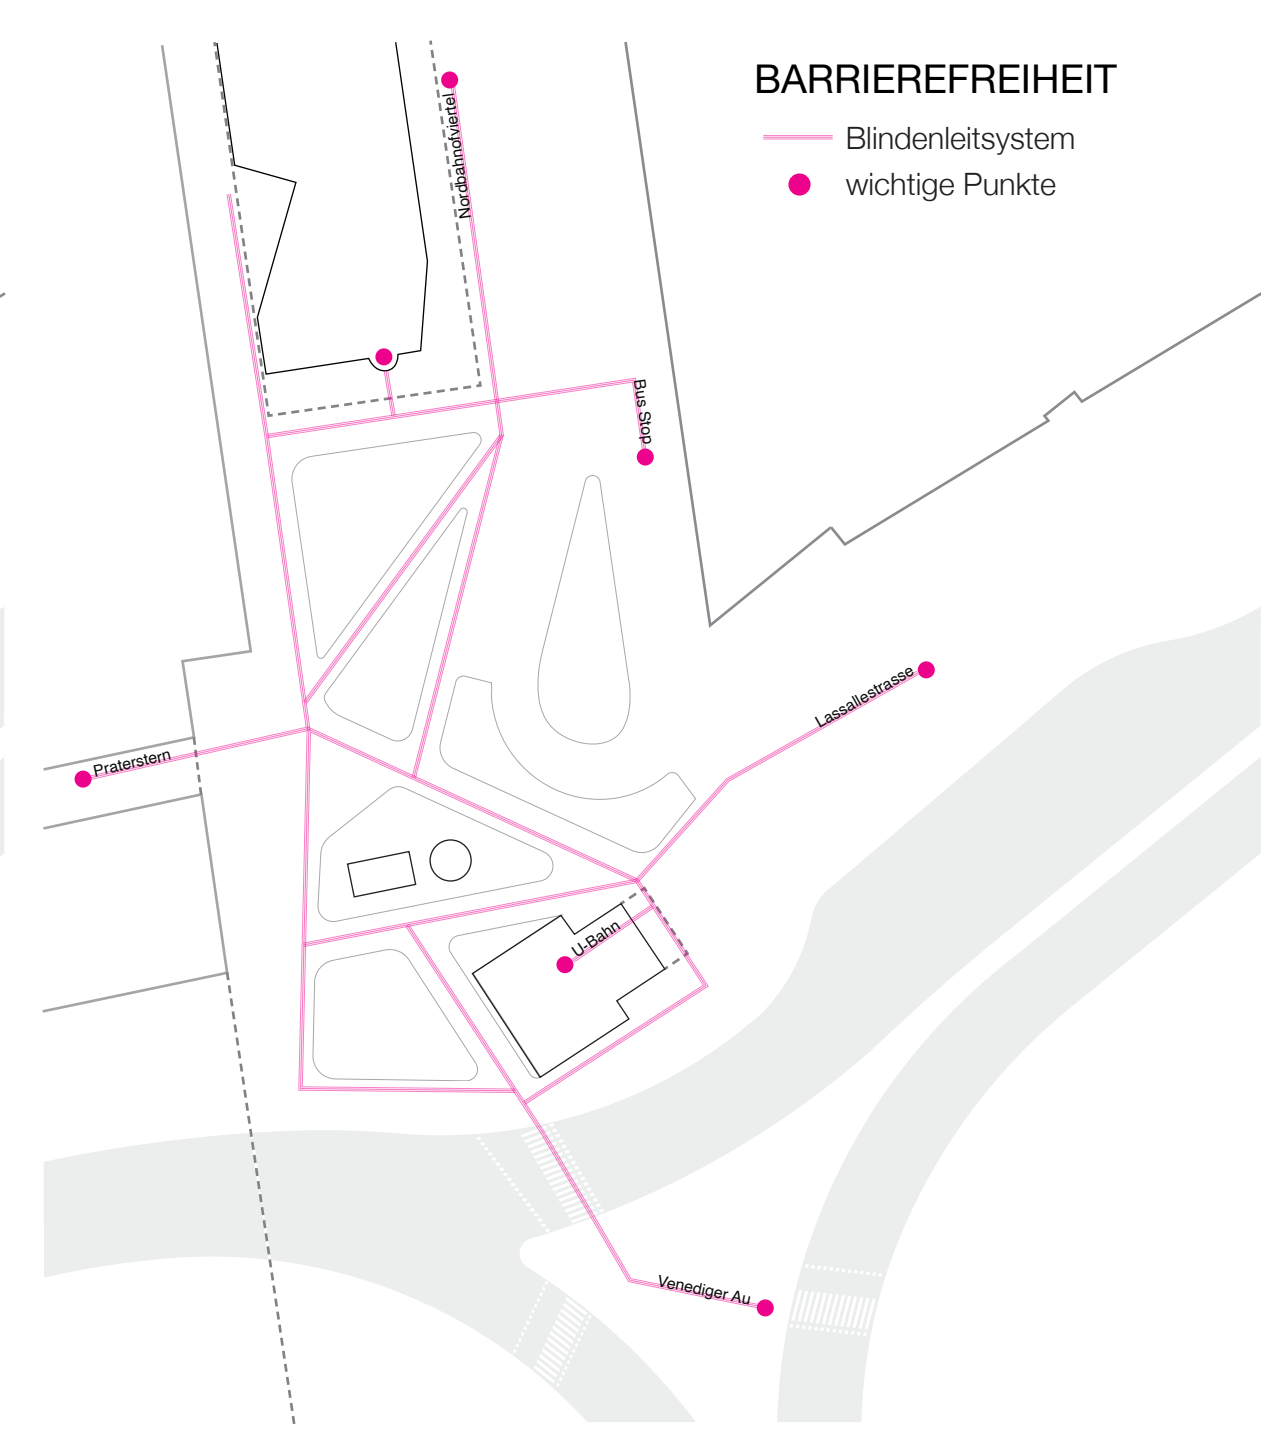 BARRIEREFREIHEIT
Blindenleitsystem
wichtige Punkte
Nordbahnofviertel
Bus Stop
Lassallestrasse
Praterstern
U-Bahn
Venediger Au